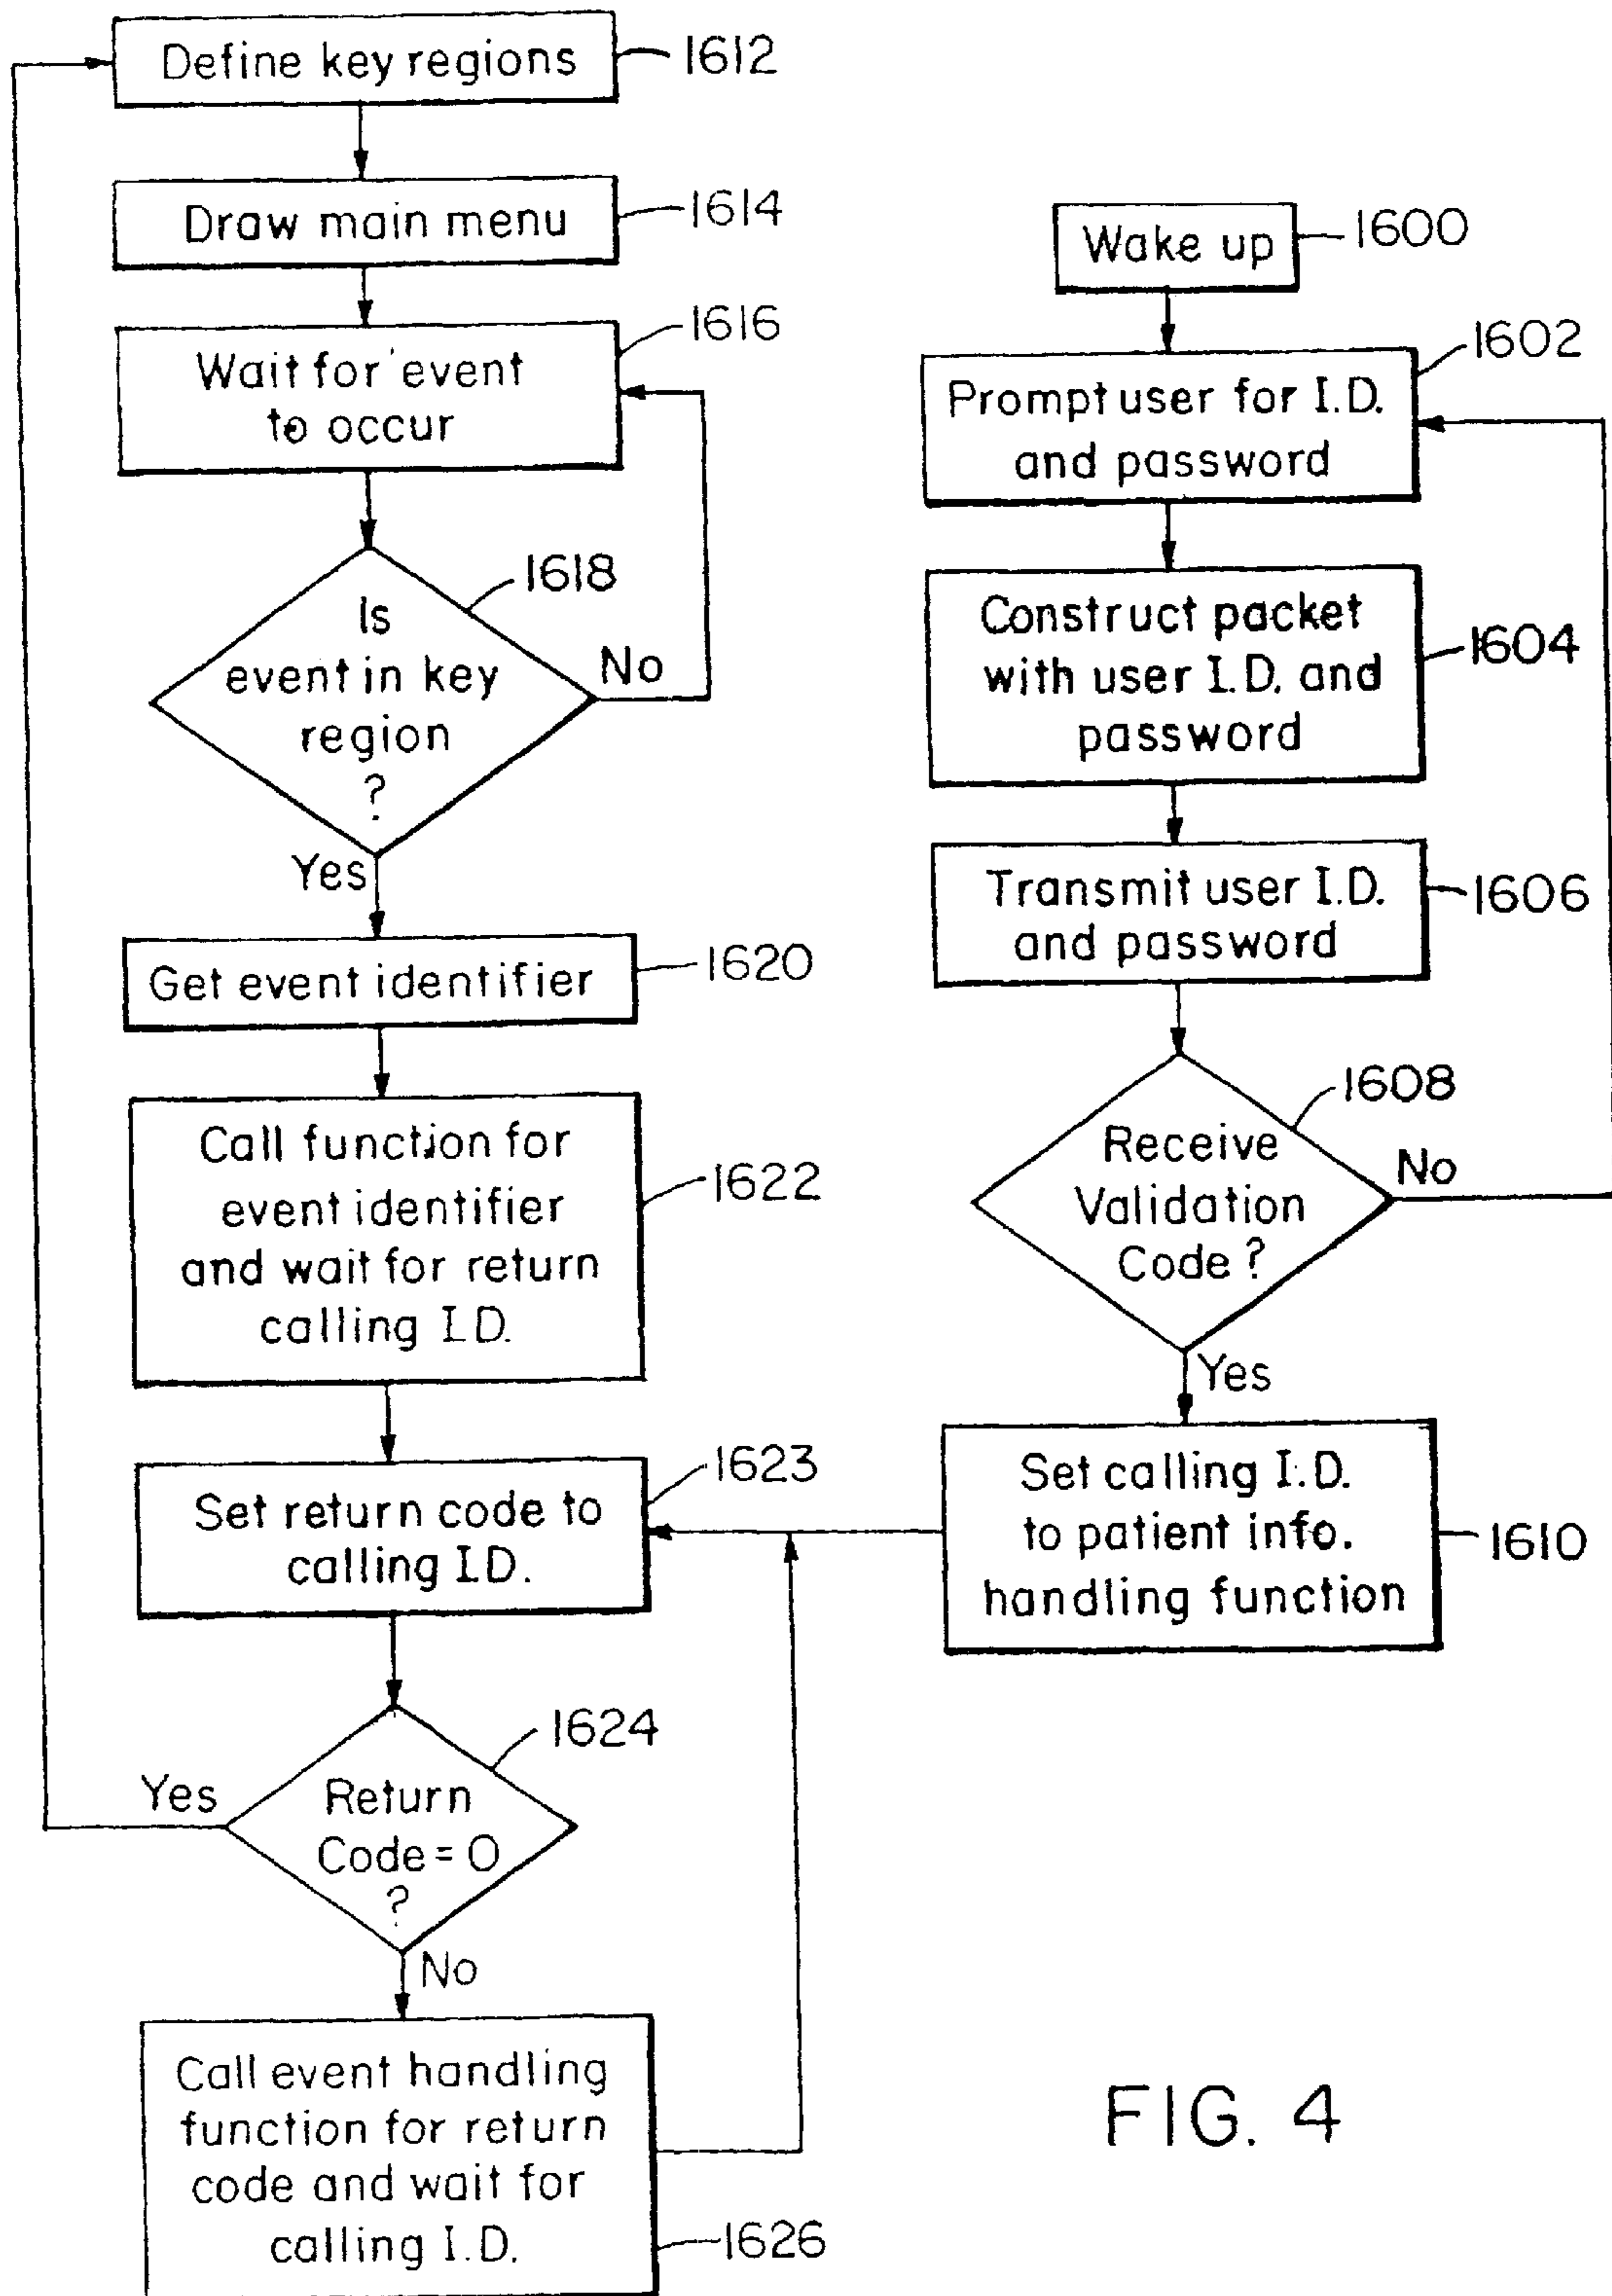 Define key regions
1612
Draw main menu
1614
Wait for event
to occur
1616
Is
event in key
region
?
1618
No
Yes
Get event identifier
1620
Call function for
event identifier
and wait for return
calling I.D.
1622
Set return code to
calling I.D.
1623
Return
Code = 0
?
1624
Yes
No
Call event handling
function for return
code and wait for
calling I.D.
1626
Wake up
1600
Prompt user for I.D.
and password
1602
Construct packet
with user I.D. and
password
1604
Transmit user I.D.
and password
1606
Receive
Validation
Code?
1608
No
Yes
Set calling I.D.
to patient info.
handling function
1610
FIG. 4